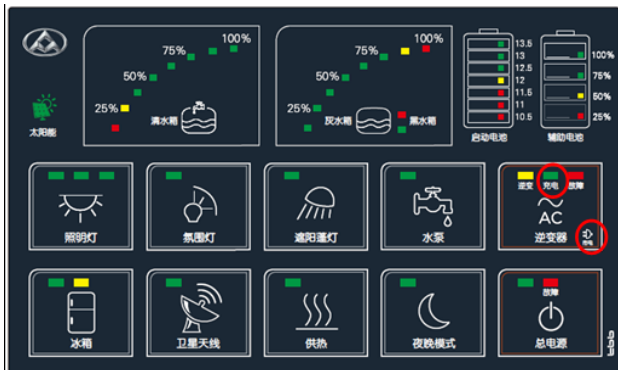 太阳能
25%
50%
75%
100%
清水箱
25%
50%
75%
100%
灰水箱
黑水箱
13.5
13
12.5
12
11.5
11
10.5
启动电池
100%
75%
50%
25%
辅助电池
照明灯
氛围灯
遮阳蓬灯
水泵
逆变 充电 故障
AC
逆变器
市电
冰箱
卫星天线
供热
夜晚模式
故障
总电源